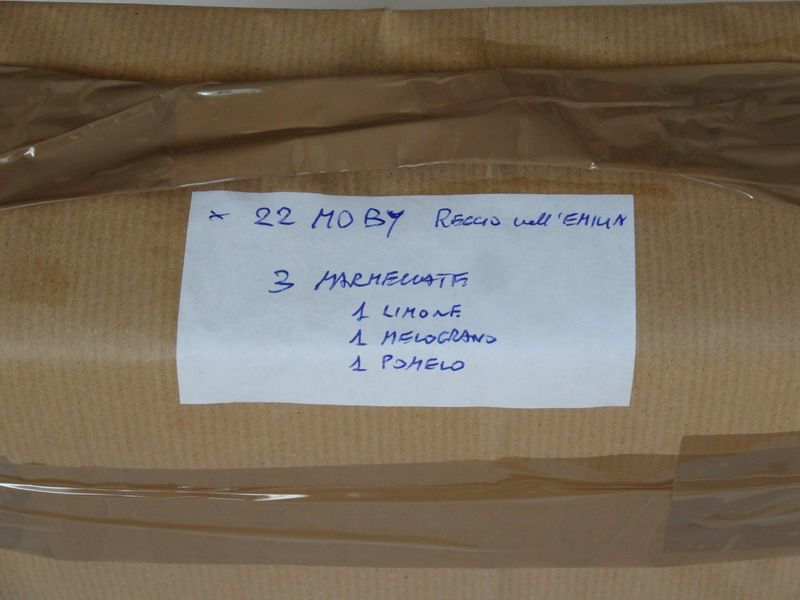 x 22 MOBY REGGIO nell'EMILIA
3 MARMELLATE
1 LIMONE
1 MELOGRANO
1 POMELO